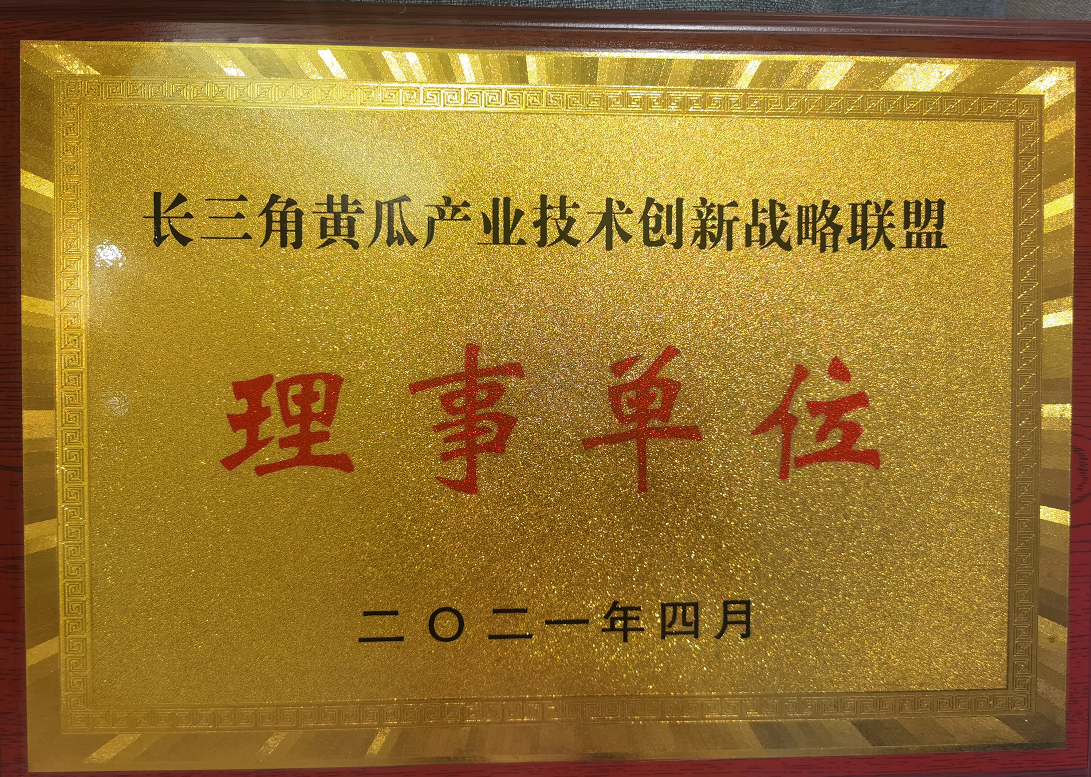 长三角黄瓜产业技术创新战略联盟
理事单位
二〇二一年四月